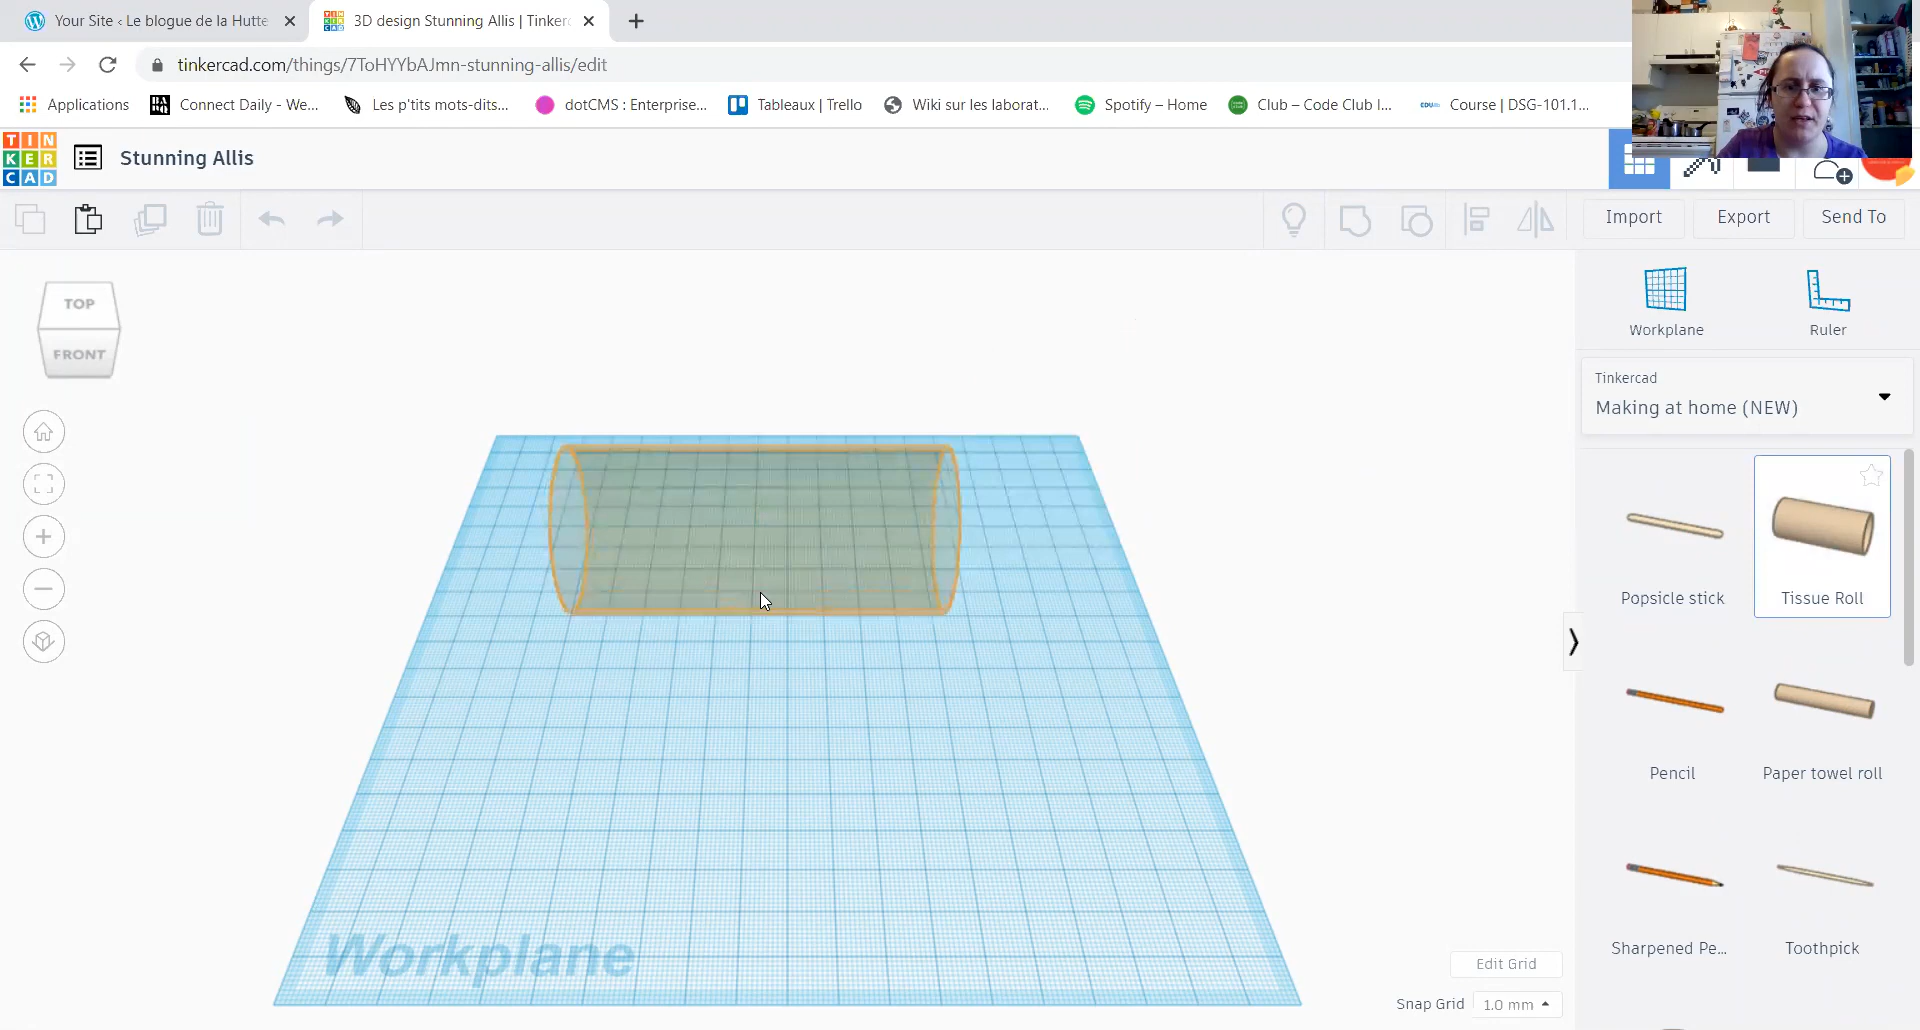 Your Site ‹ Le blogue de la Hutte
3D design Stunning Allis | Tinkerc
tinkercad.com/things/7ToHYYbAJmn-stunning-allis/edit
Applications
BAnQ
Connect Daily - We...
Les p'tits mots-dits...
dotCMS : Enterprise...
Tableaux | Trello
Wiki sur les laborat...
Spotify – Home
Club – Code Club I...
Course | DSG-101.1...
TIN
KER
CAD
Stunning Allis
Import
Export
Send To
TOP
FRONT
Workplane
Ruler
Tinkercad
Making at home (NEW)
Popsicle stick
Tissue Roll
Pencil
Paper towel roll
Sharpened Pe...
Toothpick
Workplane
Edit Grid
Snap Grid
1.0 mm